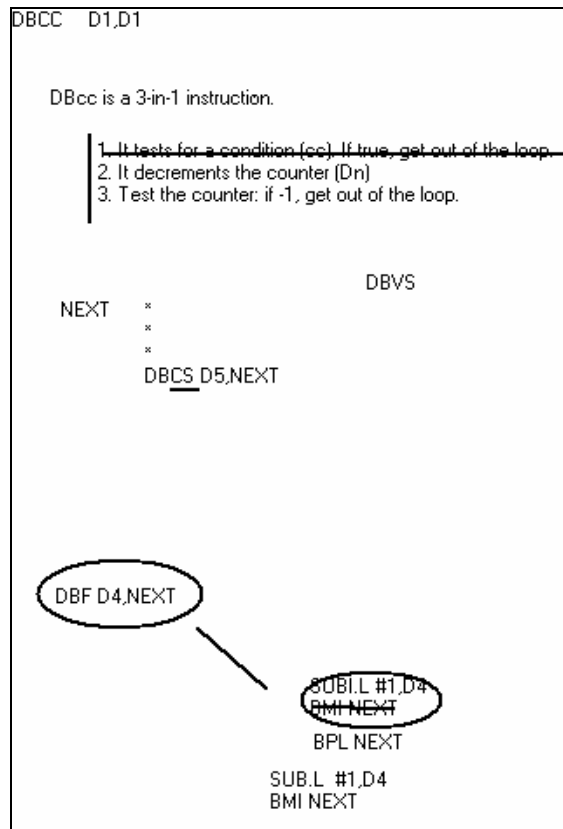 DBCC D1,D1
DBcc is a 3-in-1 instruction.
1. It tests for a condition (cc). If true, get out of the loop.
2. It decrements the counter (Dn)
3. Test the counter: if -1, get out of the loop.
DBVS
NEXT *
*
*
DBCS D5,NEXT
DBF D4,NEXT
SUBI.L #1,D4
BMI NEXT
BPL NEXT
SUB.L #1,D4
BMI NEXT